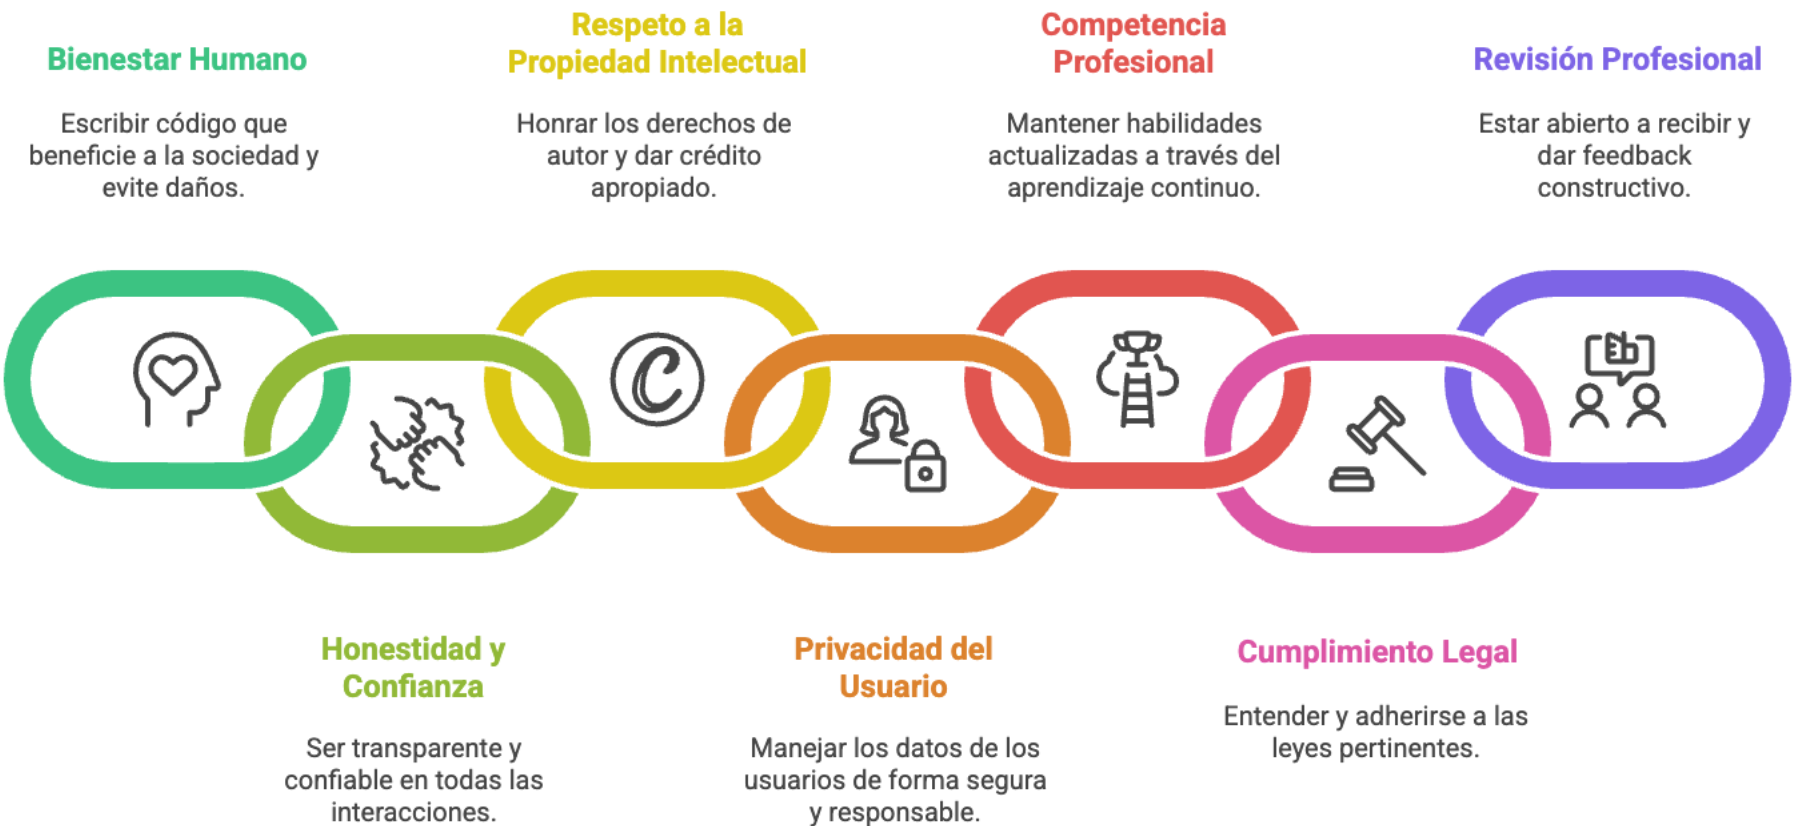 Bienestar Humano
Escribir código que
beneficie a la sociedad y
evite daños.
Respeto a la
Propiedad Intelectual
Honrar los derechos de
autor y dar crédito
apropiado.
Competencia
Profesional
Mantener habilidades
actualizadas a través del
aprendizaje continuo.
Revisión Profesional
Estar abierto a recibir y
dar feedback
constructivo.
C
Honestidad y
Confianza
Ser transparente y
confiable en todas las
interacciones.
Privacidad del
Usuario
Manejar los datos de los
usuarios de forma segura
y responsable.
Cumplimiento Legal
Entender y adherirse a las
leyes pertinentes.